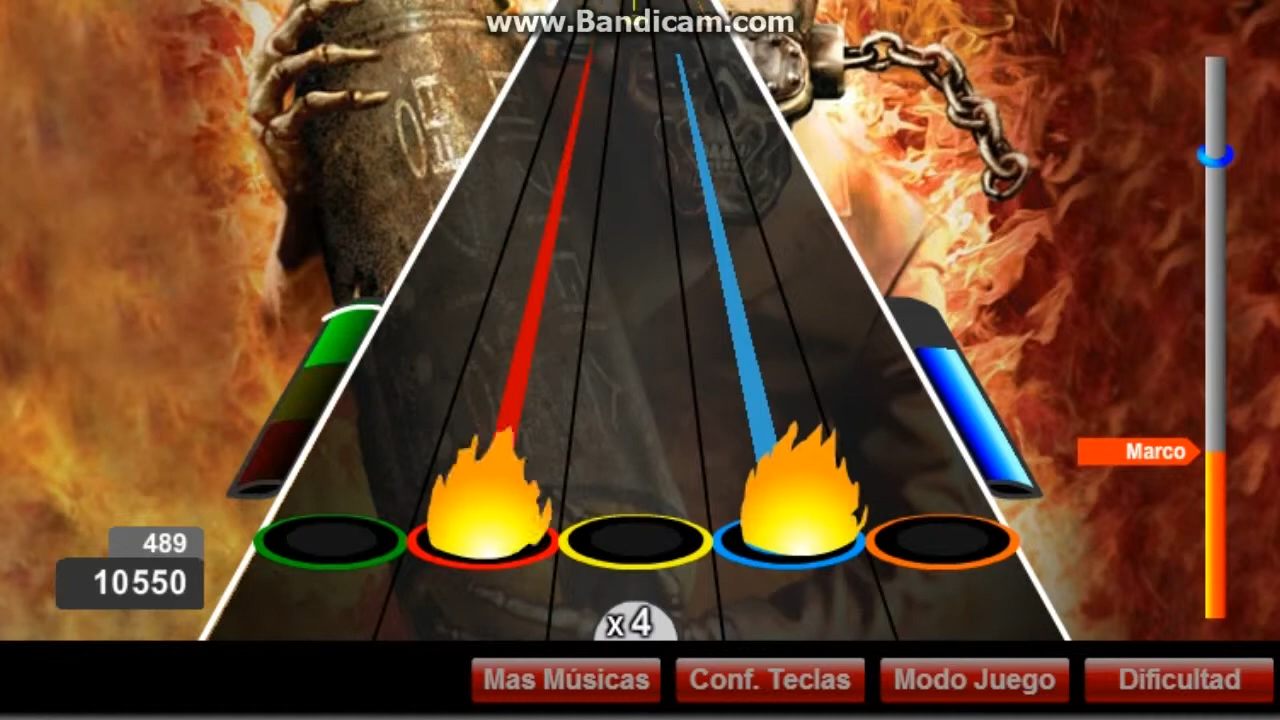 www.Bandicam.com
Marco
489
10550
x4
Mas Músicas
Conf. Teclas
Modo Juego
Dificultad